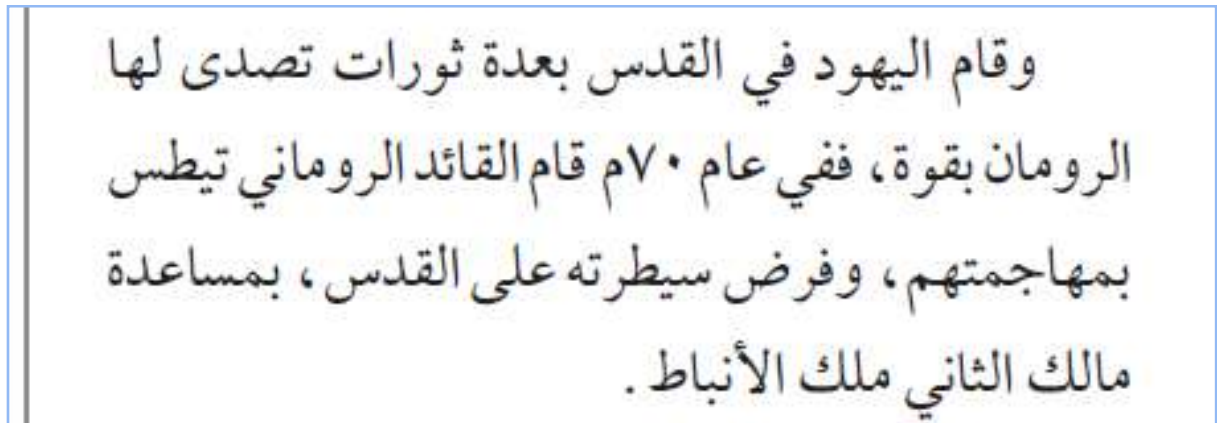 وقام اليهود في القدس بعدة ثورات تصدى لها
الرومان بقوة، ففي عام ٧٠م قام القائد الروماني تيطس
بمهاجمتهم، وفرض سيطرته على القدس، بمساعدة
مالك الثاني ملك الأنباط.